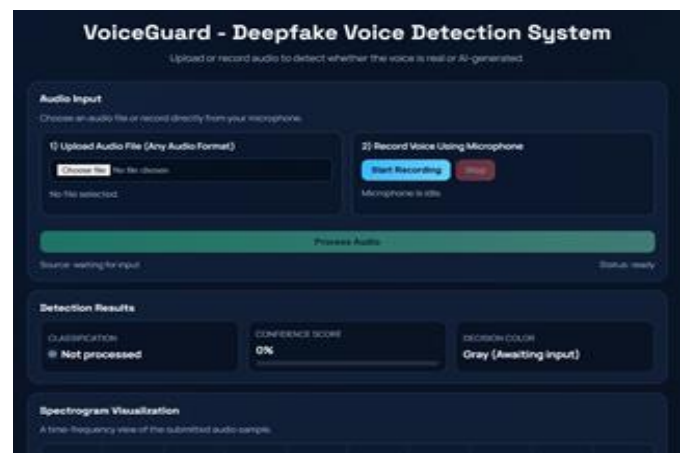 VoiceGuard - Deepfake Voice Detection System
Upload or record audio to detect whether the voice is real or AI-generated.
Audio Input
Choose an audio file or record directly from your microphone.
1) Upload Audio File (Any Audio Format)
Choose file No file chosen
No file selected.
2) Record Voice Using Microphone
Start Recording Stop
Microphone is idle.
Process Audio
Source: waiting for input
Status: ready
Detection Results
CLASSIFICATION
Not processed
CONFIDENCE SCORE
0%
DECISION COLOR
Gray (Awaiting input)
Spectrogram Visualization
A time-frequency view of the submitted audio sample.